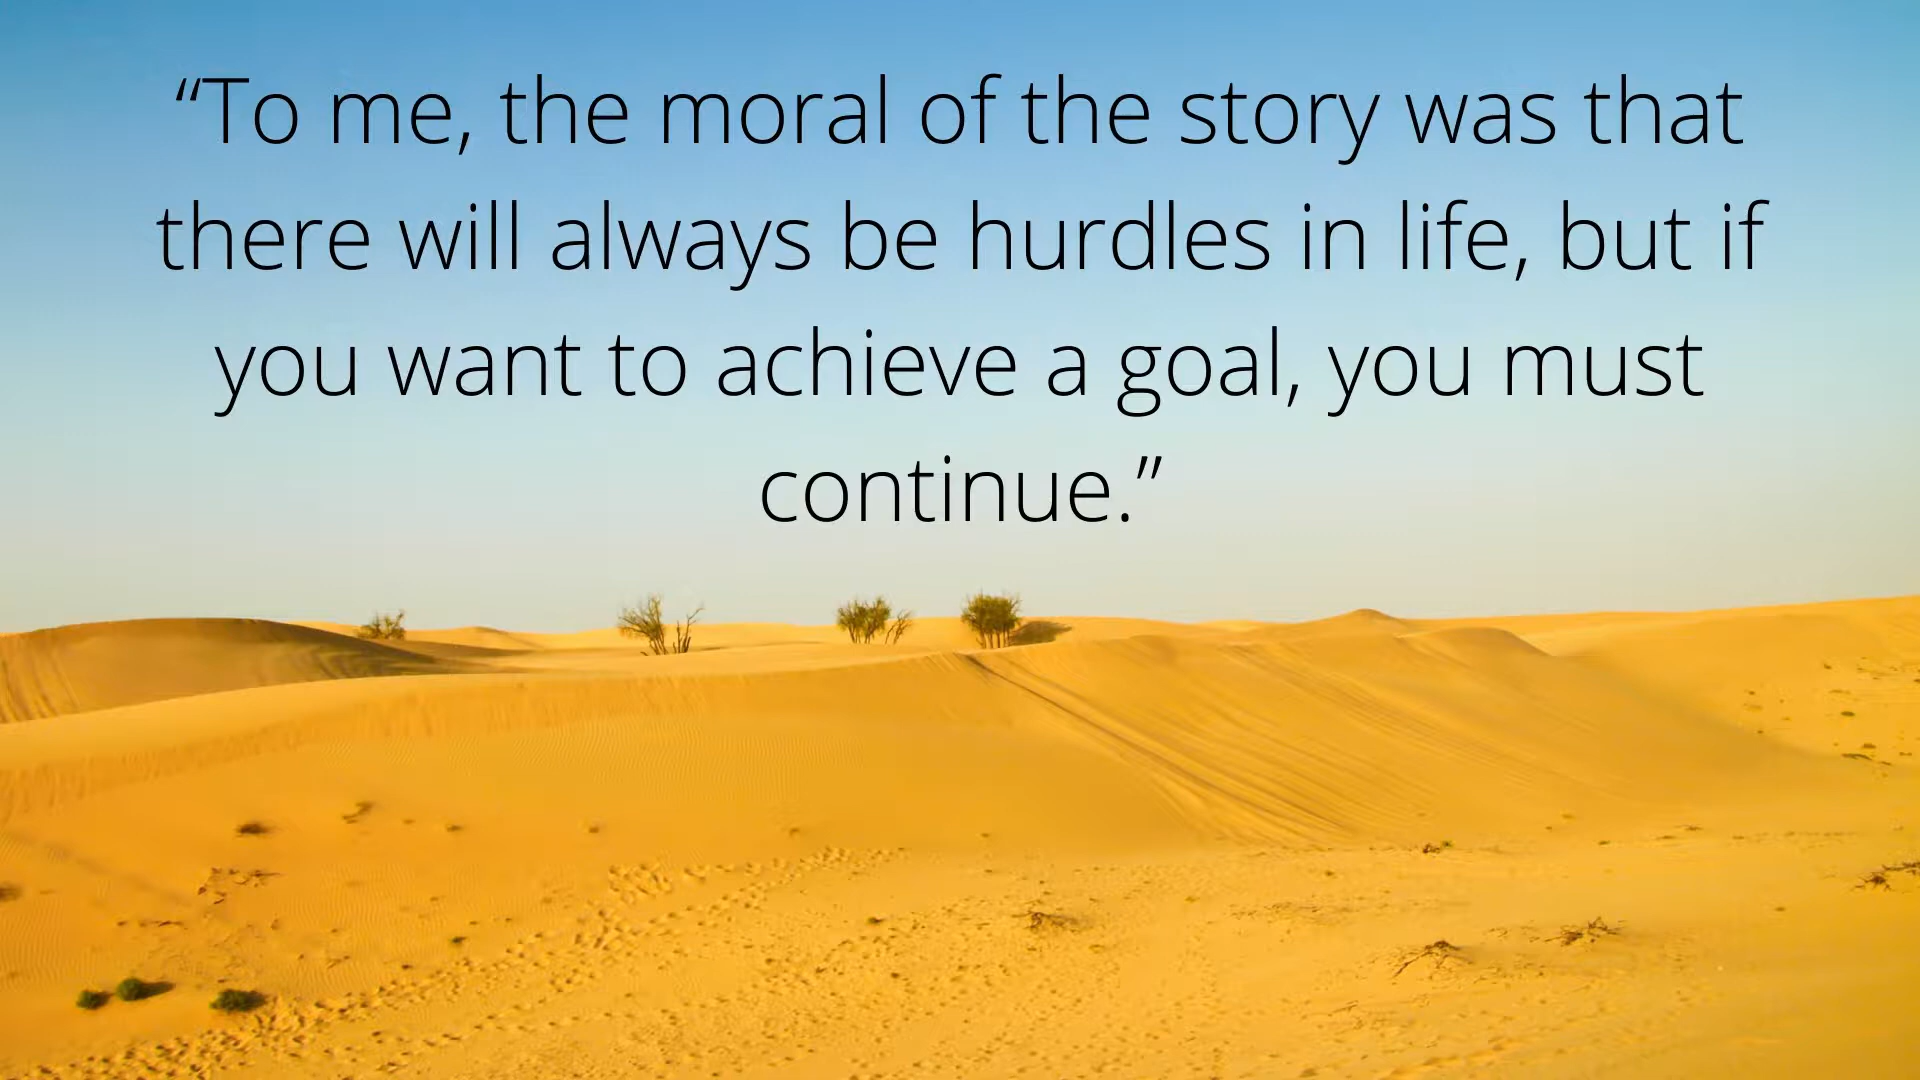 “To me, the moral of the story was that
there will always be hurdles in life, but if
you want to achieve a goal, you must
continue.”